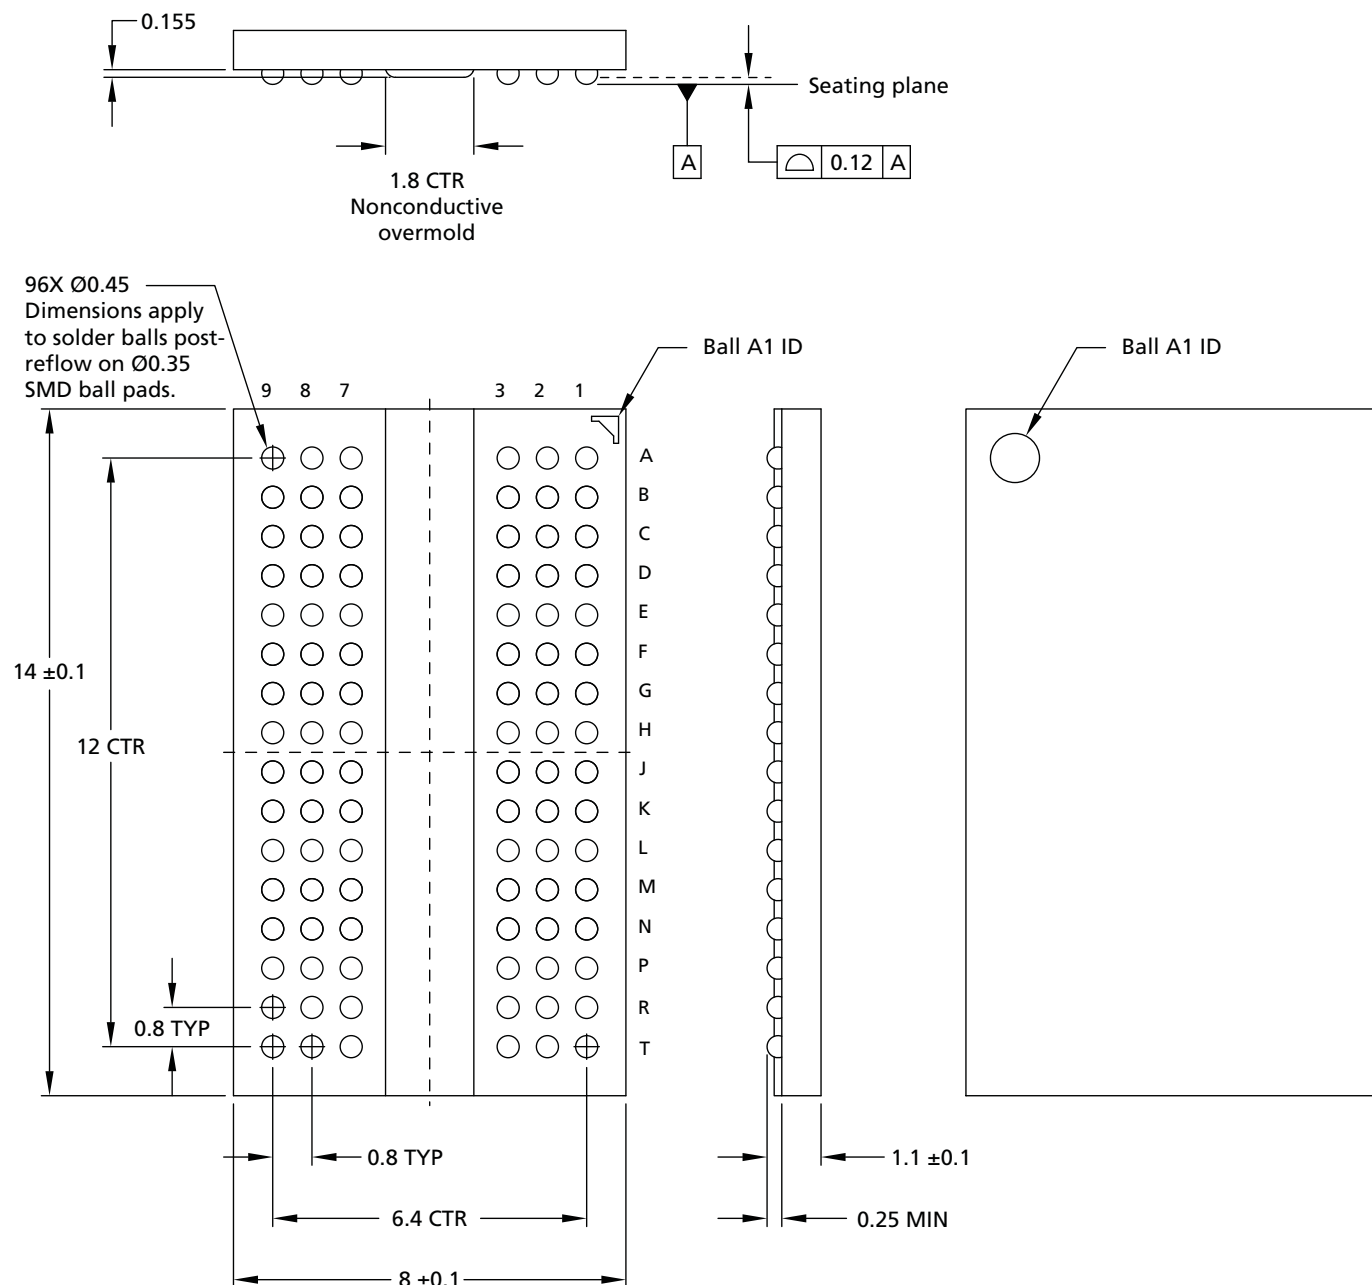 0.155
Seating plane
A
0.12 A
1.8 CTR
Nonconductive
overmold
96X Ø0.45
Dimensions apply
to solder balls post-
reflow on Ø0.35
SMD ball pads.
Ball A1 ID
Ball A1 ID
9 8 7 3 2 1
A
B
C
D
E
F
G
H
J
K
L
M
N
P
R
T
14 ±0.1
12 CTR
0.8 TYP
0.8 TYP
1.1 ±0.1
6.4 CTR
0.25 MIN
8 ±0.1